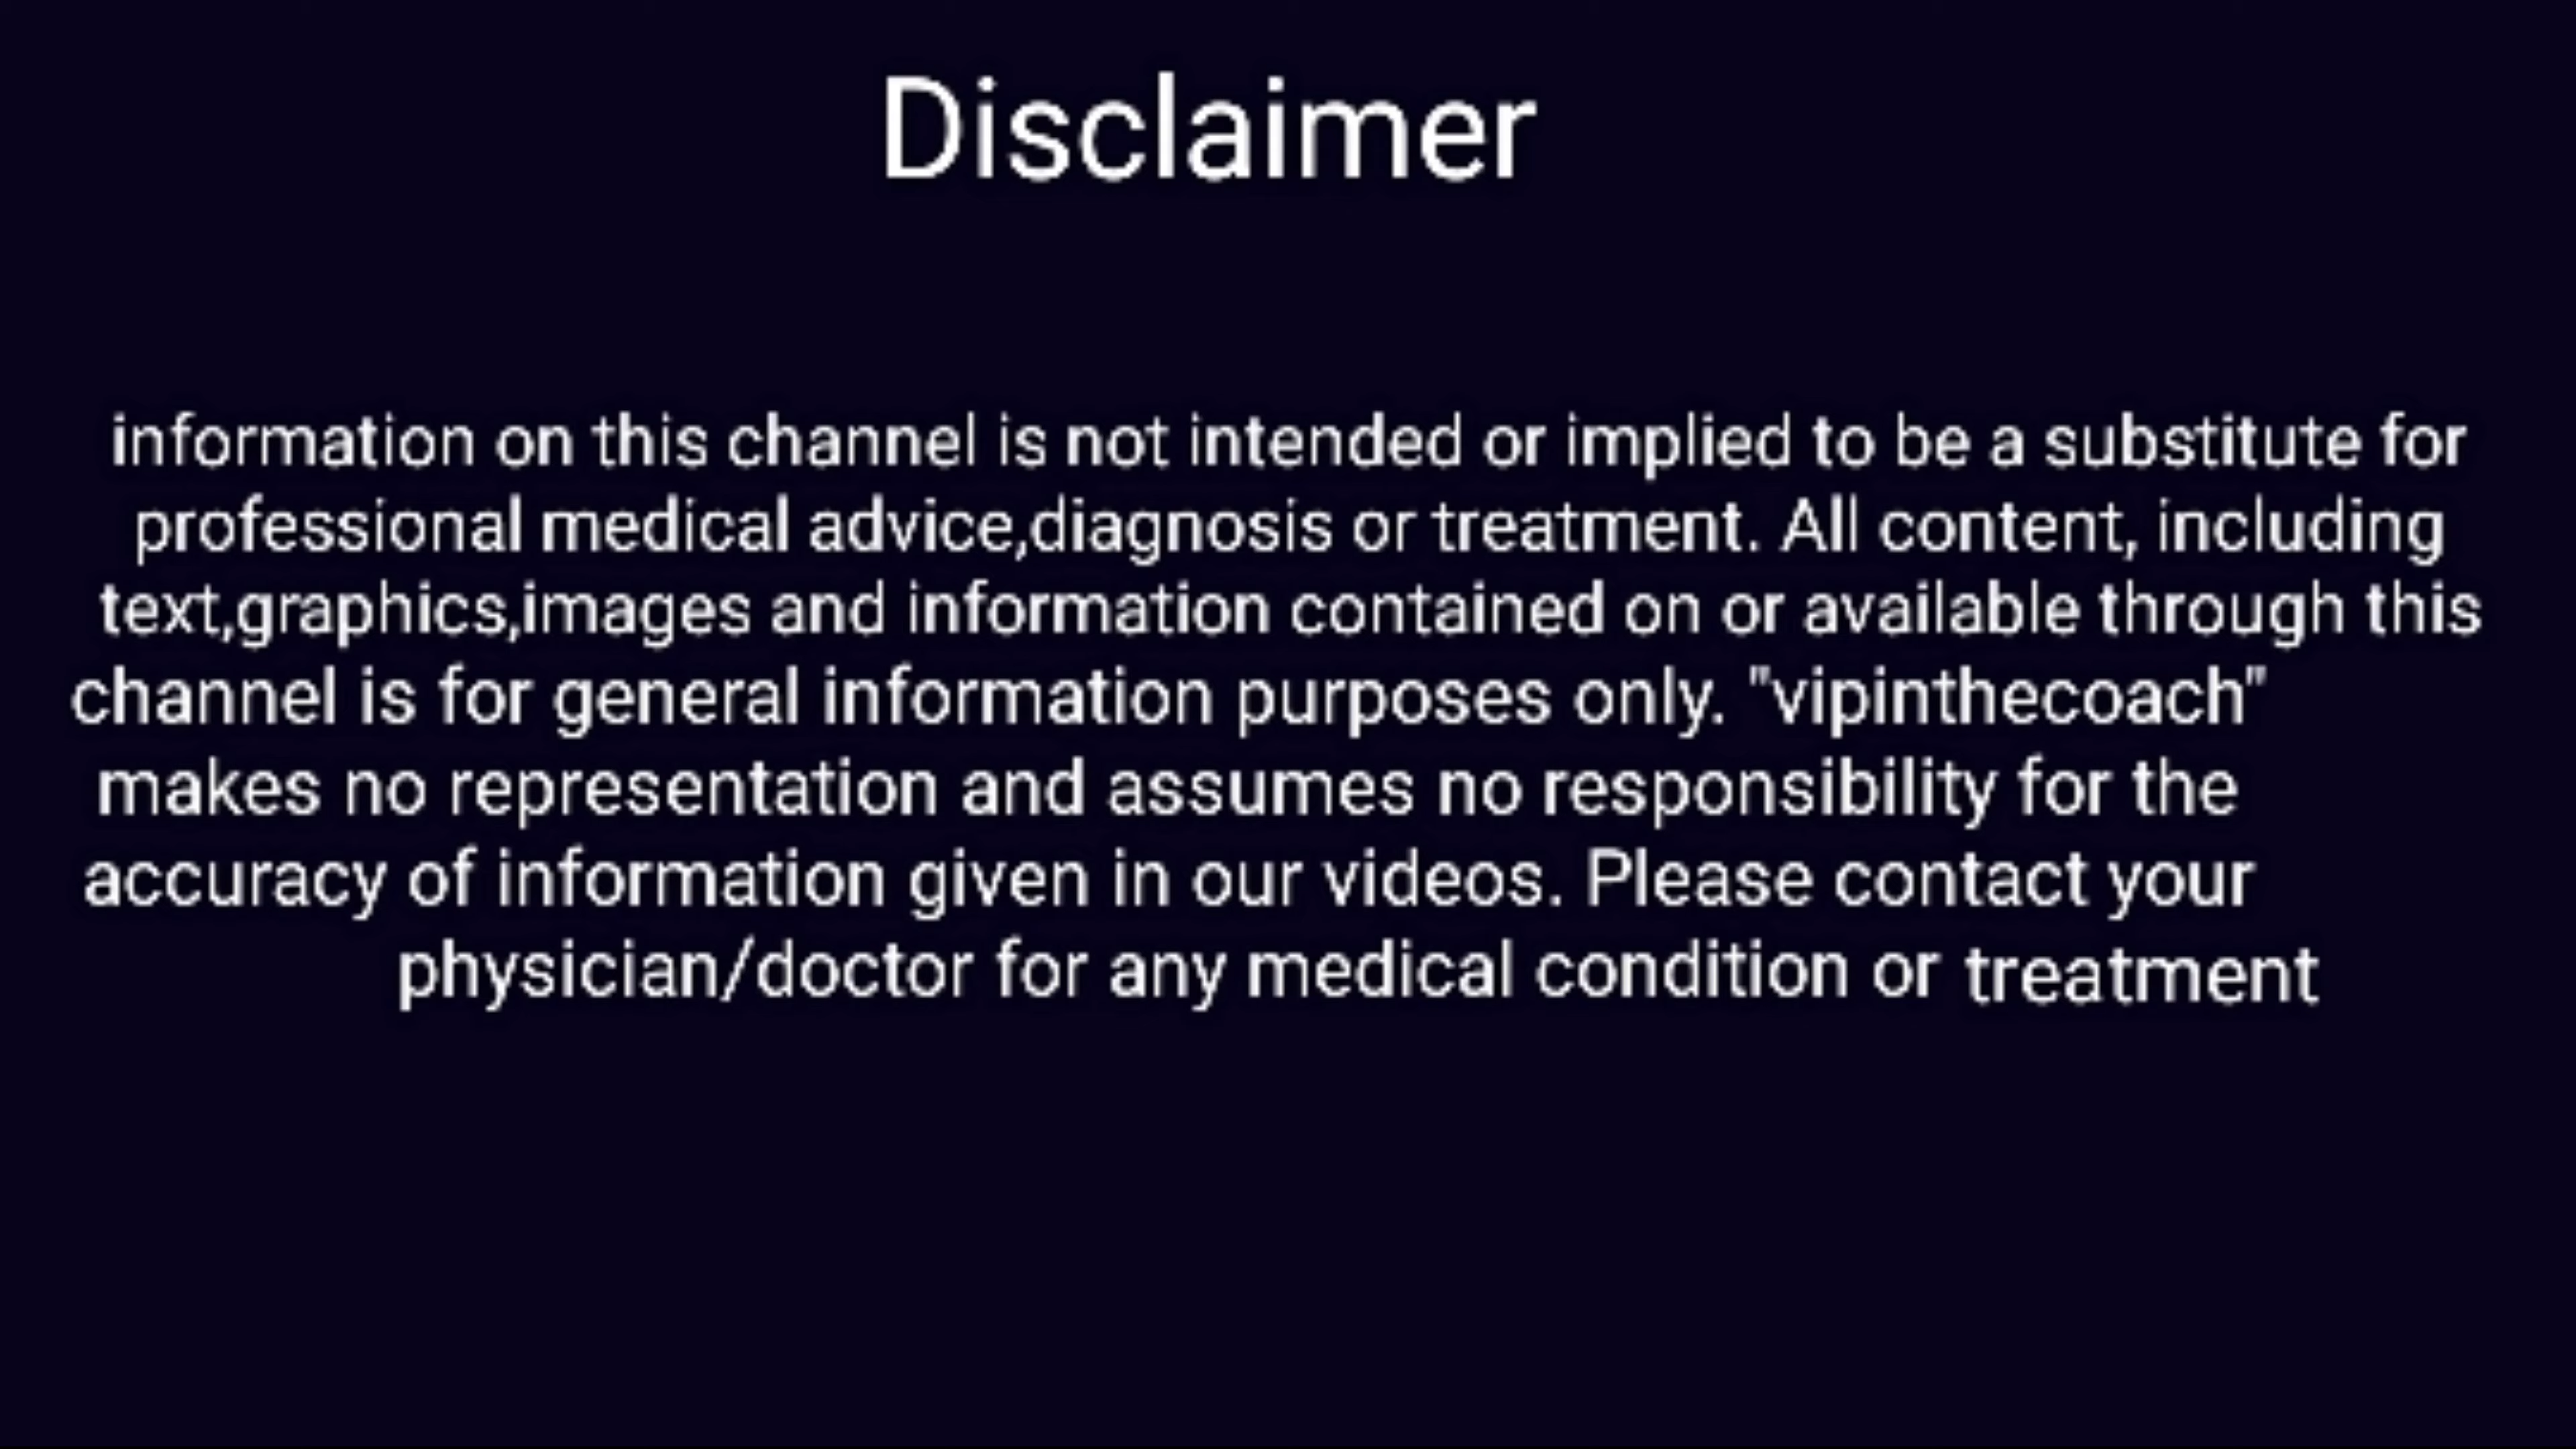 Disclaimer
information on this channel is not intended or implied to be a substitute for
professional medical advice,diagnosis or treatment. All content, including
text,graphics,images and information contained on or available through this
channel is for general information purposes only. "vipinthecoach"
makes no representation and assumes no responsibility for the
accuracy of information given in our videos. Please contact your
physician/doctor for any medical condition or treatment